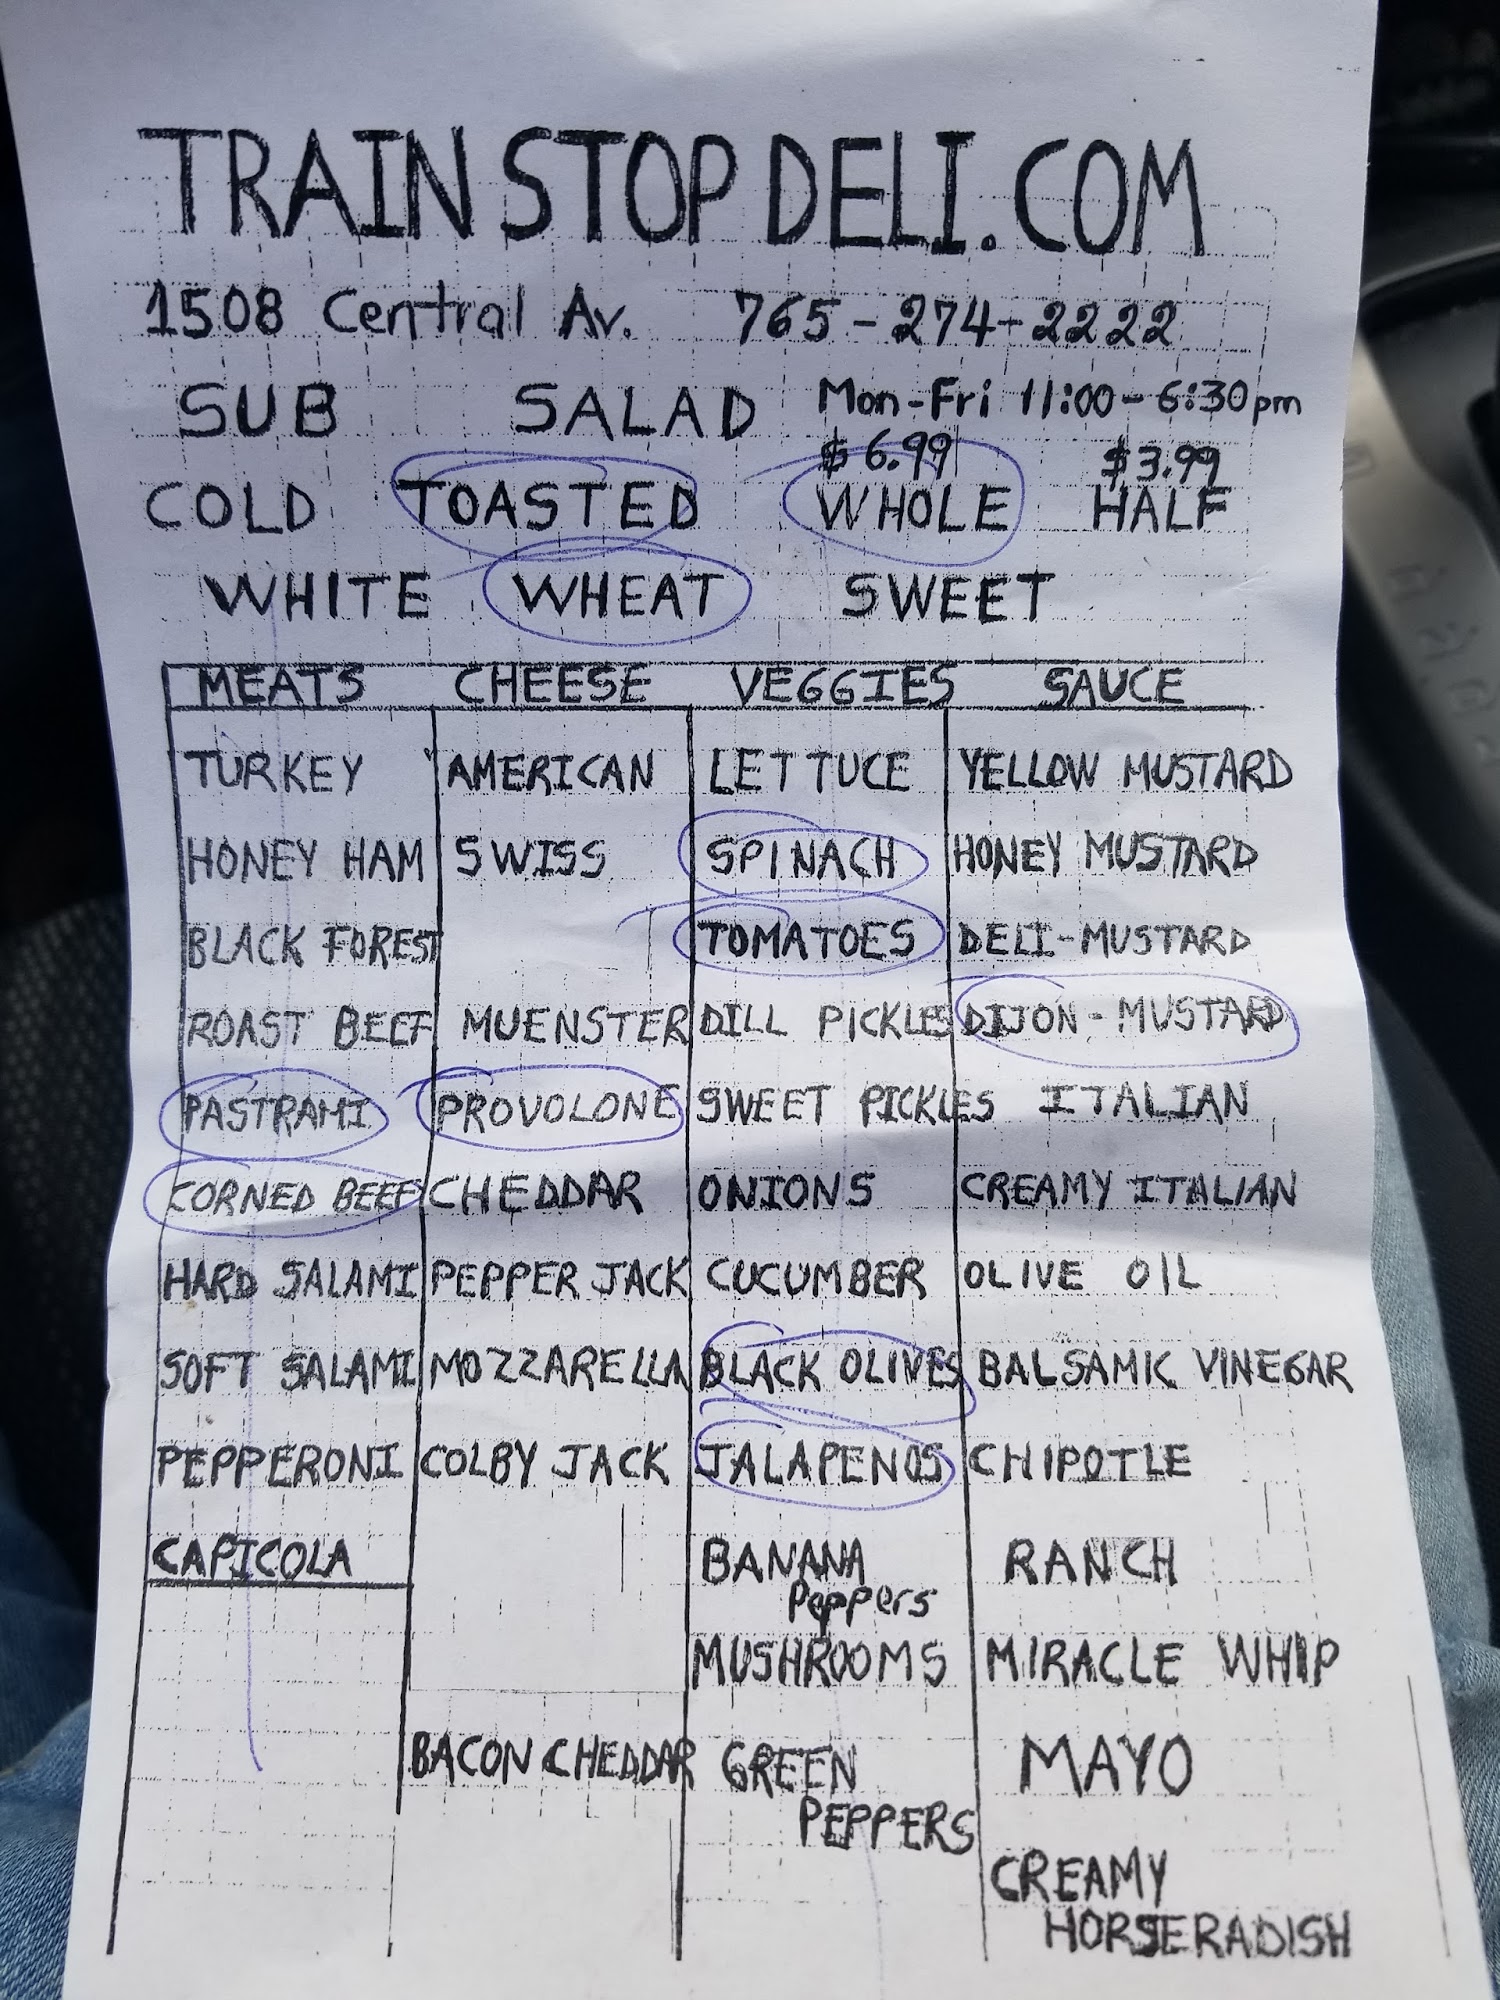 TRAIN STOP DELI.COM
1508 Central Av. 765-274-2222
SUB SALAD Mon-Fri 11:00-6:30pm
$6.99 $3.99
COLD TOASTED WHOLE HALF
WHITE WHEAT SWEET
MEATS CHEESE VEGGIES SAUCE
TURKEY AMERICAN LETTUCE YELLOW MUSTARD
HONEY HAM SWISS SPINACH HONEY MUSTARD
BLACK FOREST TOMATOES DELI-MUSTARD
ROAST BEEF MUENSTER DILL PICKLES DIJON-MUSTARD
PASTRAMI PROVOLONE SWEET PICKLES ITALIAN
CORNED BEEF CHEDDAR ONIONS CREAMY ITALIAN
HARD SALAMI PEPPER JACK CUCUMBER OLIVE OIL
SOFT SALAMI MOZZARELLA BLACK OLIVES BALSAMIC VINEGAR
PEPPERONI COLBY JACK JALAPENOS CHIPOTLE
CAPICOLA BANANA RANCH
Peppers
MUSHROOMS MIRACLE WHIP
BACON CHEDDAR GREEN MAYO
PEPPERS
CREAMY
HORSERADISH